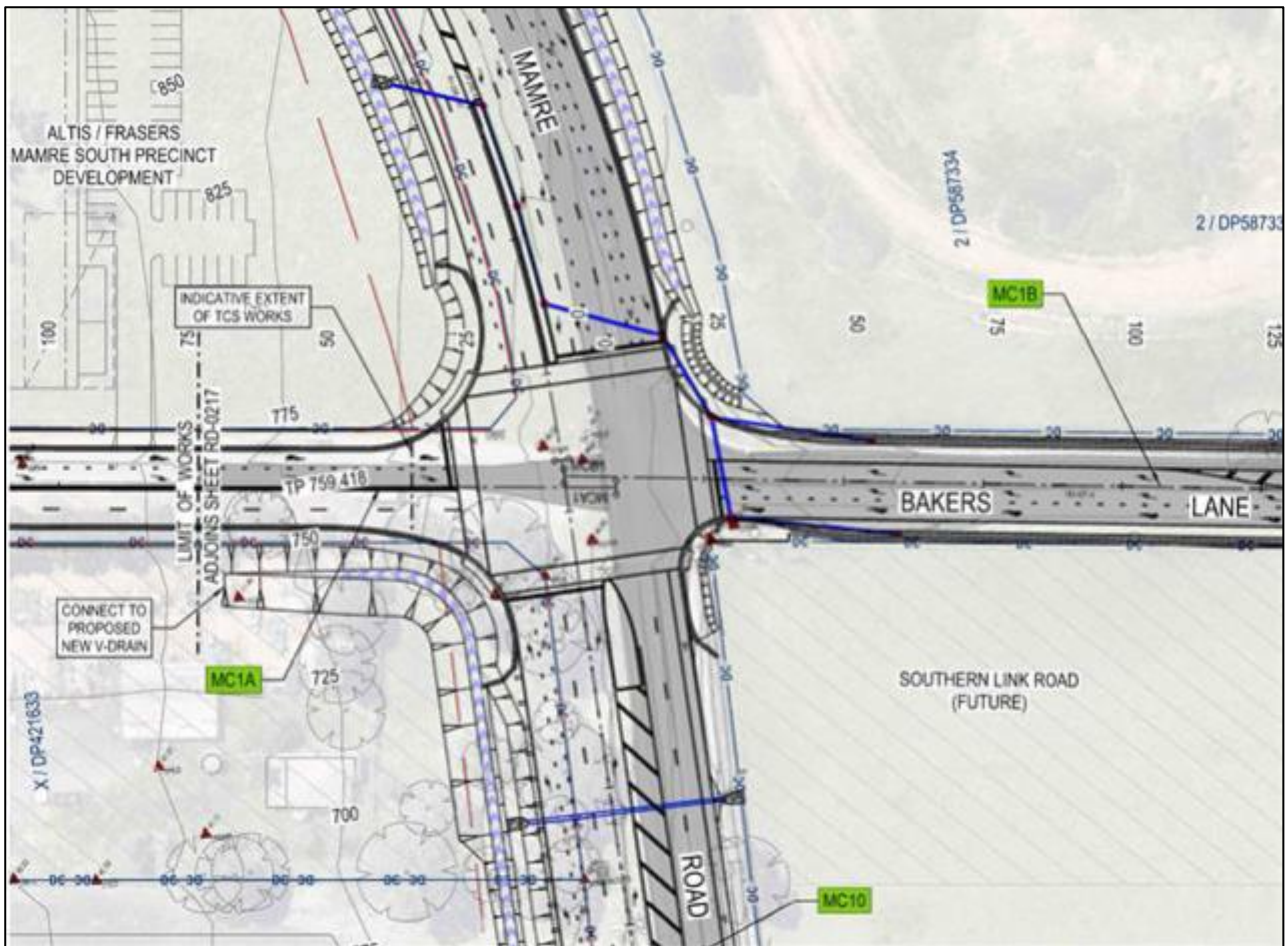 850
MAMRE
ALTIS / FRASERS
MAMRE SOUTH PRECINCT
DEVELOPMENT
825
2 / DP587334
2 / DP58733
INDICATIVE EXTENT
OF TCS WORKS
MC1B
100
75
50
25
25
50
75
100
125
775
LIMIT OF WORKS
ADJOINS SHEET RD-0217
TP 759.418
BAKERS
LANE
750
CONNECT TO
PROPOSED
NEW V-DRAIN
MC1A
725
SOUTHERN LINK ROAD
(FUTURE)
X / DP421633
700
ROAD
MC10